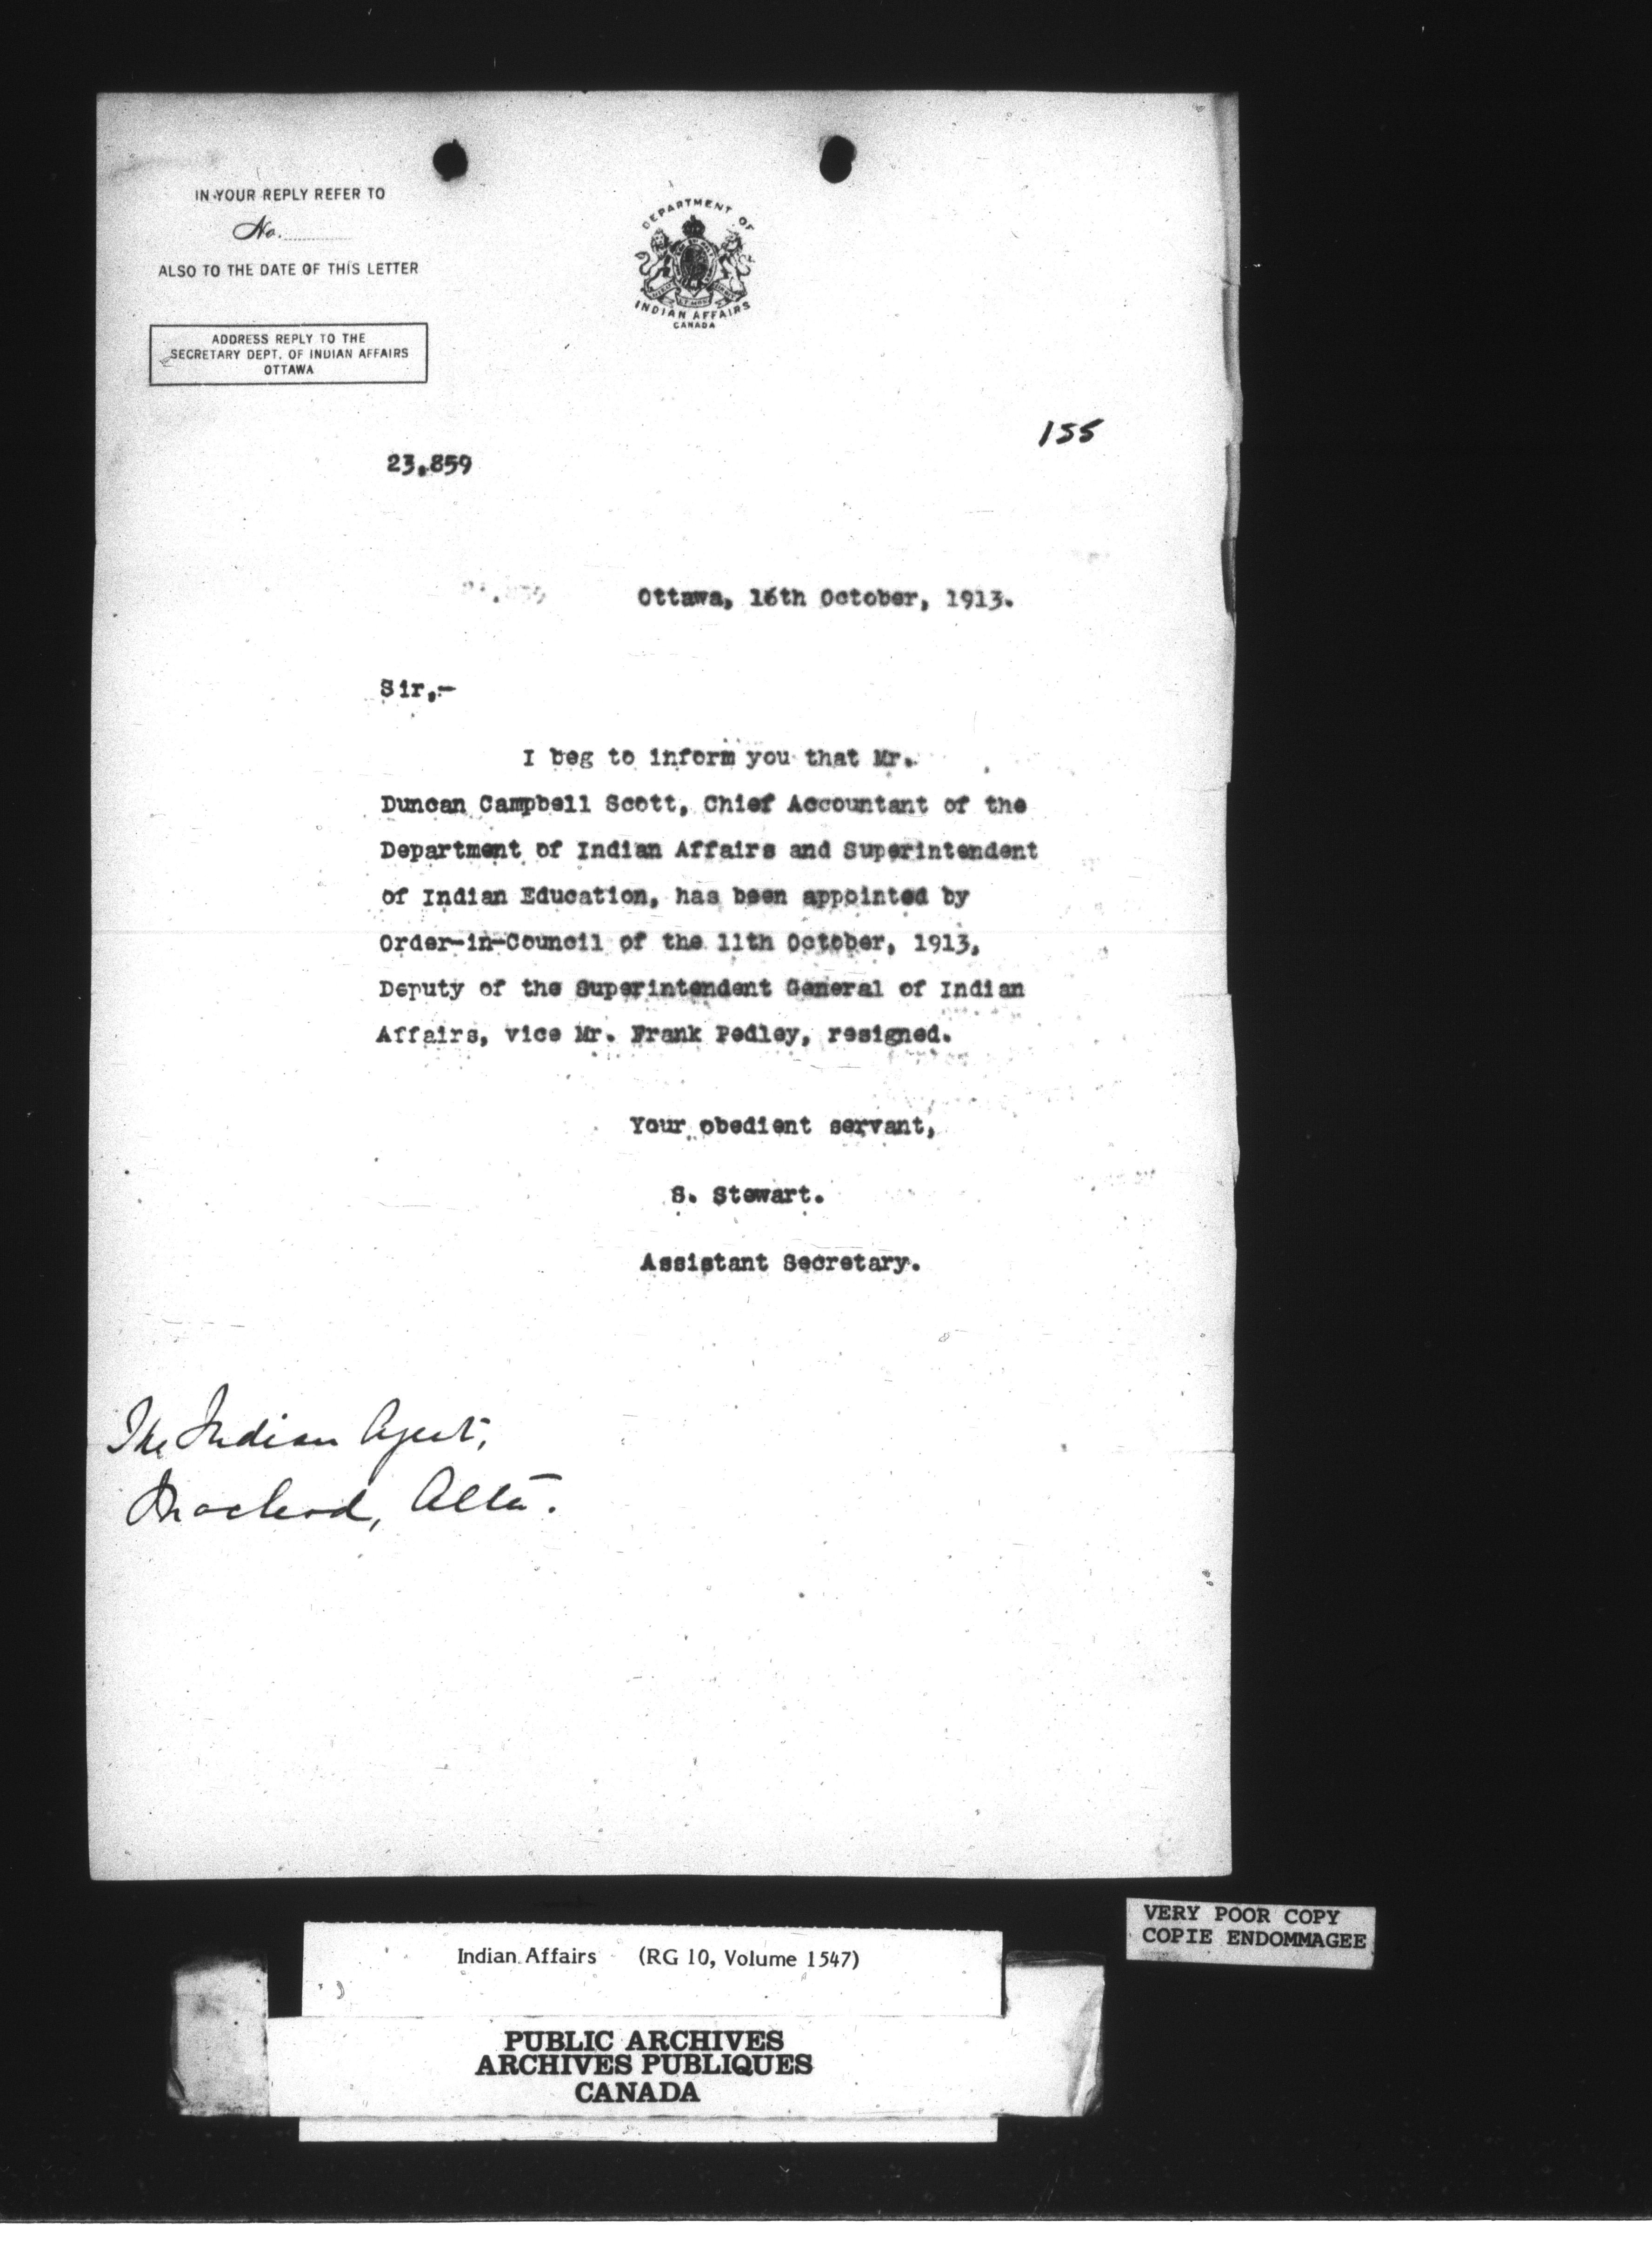 IN YOUR REPLY REFER TO
No.
ALSO TO THE DATE OF THIS LETTER
ADDRESS REPLY TO THE
SECRETARY DEPT. OF INDIAN AFFAIRS
OTTAWA
DEPARTMENT OF
INDIAN AFFAIRS
CANADA
155
23,859
Ottawa, 16th October, 1913.
Sir,-
I beg to inform you that Mr.
Duncan Campbell Scott, Chief Accountant of the
Department of Indian Affairs and Superintendent
of Indian Education, has been appointed by
Order-in-Council of the 11th October, 1913,
Deputy of the Superintendent General of Indian
Affairs, vice Mr. Frank Pedley, resigned.
Your obedient servant,
S. Stewart.
Assistant Secretary.
The Indian Agent,
Macleod, Alta.
VERY POOR COPY
COPIE ENDOMMAGEE
Indian Affairs (RG 10, Volume 1547)
PUBLIC ARCHIVES
ARCHIVES PUBLIQUES
CANADA